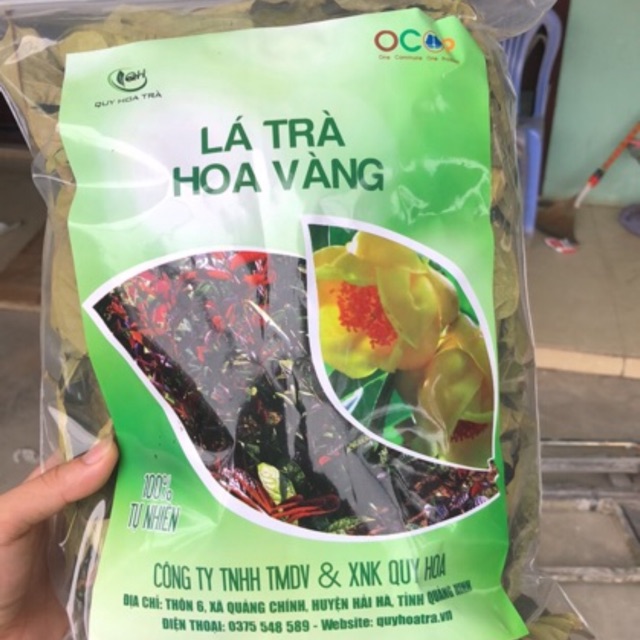 OCOP
One Commune One Product
QH
QUY HOA TRÀ
LÁ TRÀ
HOA VÀNG
100%
TỰ NHIÊN
CÔNG TY TNHH TMDV & XNK QUY HOA
ĐỊA CHỈ: THÔN 6, XÃ QUẢNG CHÍNH, HUYỆN HẢI HÀ, TỈNH QUẢNG NINH
ĐIỆN THOẠI: 0375 548 589 - Website: quyhoatra.vn